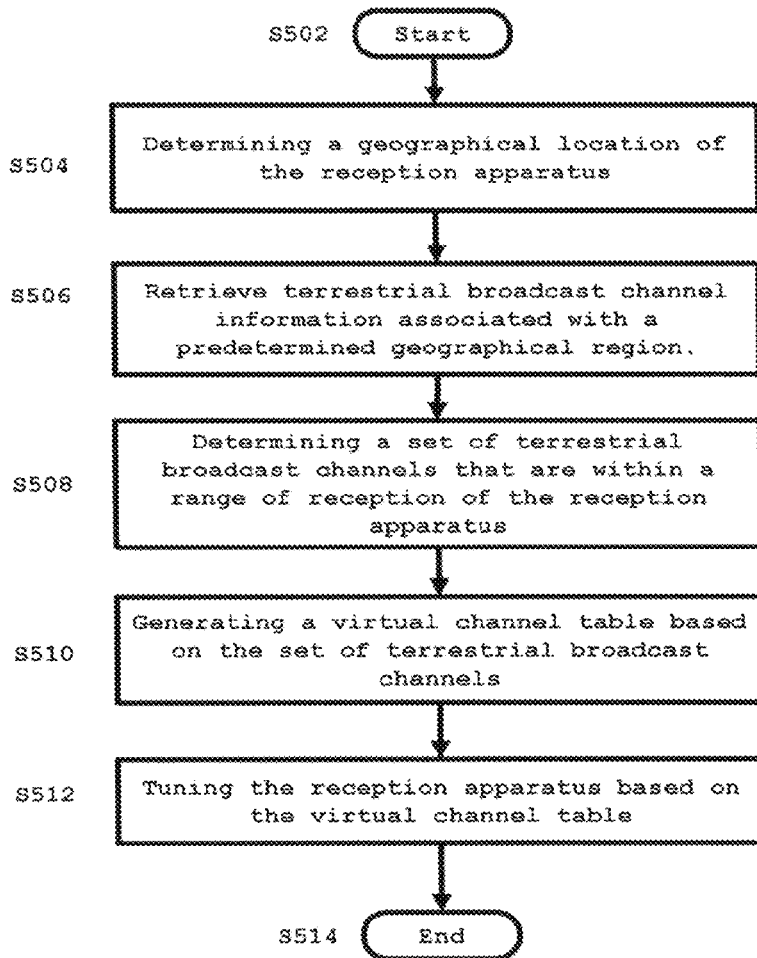 S502 Start
S504 Determining a geographical location of
the reception apparatus
S506 Retrieve terrestrial broadcast channel
information associated with a
predetermined geographical region.
Determining a set of terrestrial
broadcast channels that are within a
S508 range of reception of the reception
apparatus
Generating a virtual channel table based
S510 on the set of terrestrial broadcast
channels
S512 Tuning the reception apparatus based on
the virtual channel table
S514 End